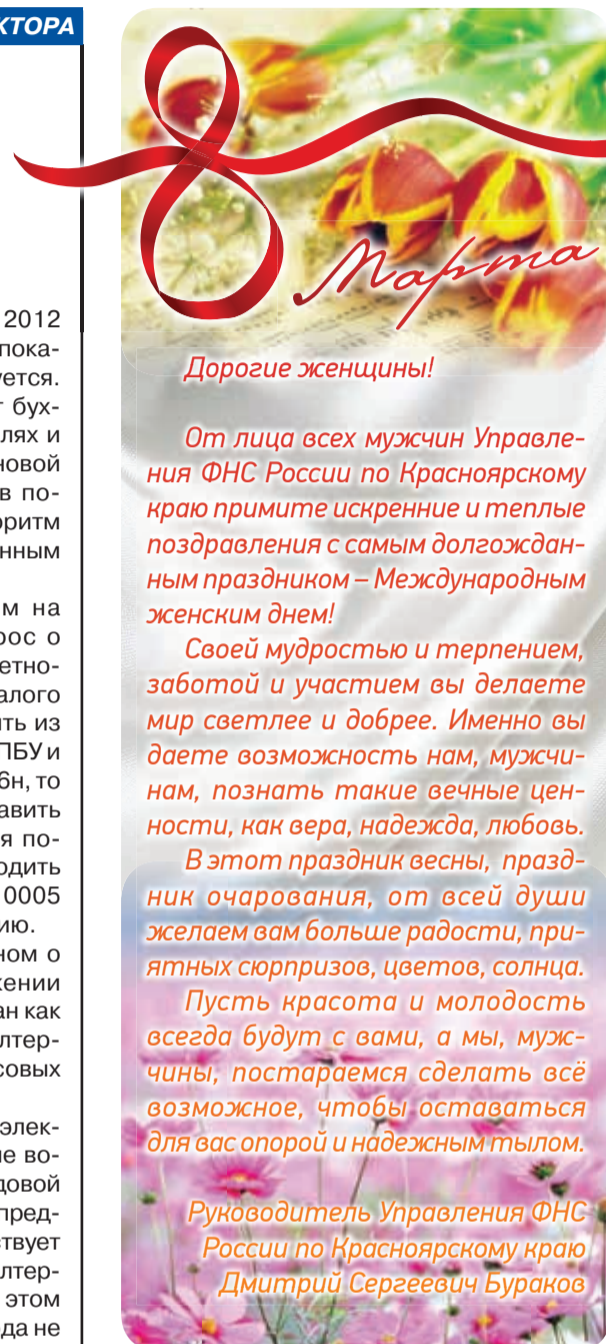 КТОРА
2012
пока-
уется.
т бух-
лях и
новой
в по-
оритм
нным
м на
рос о
етно-
алого
ить из
ПБУ и
6н, то
авить
я по-
одить
0005
ию.
ном о
жении
ан как
лтер-
совых
элек-
ие во-
довой
пред-
ствует
лтер-
этом
ода не
8
Марта
Дорогие женщины!
От лица всех мужчин Управле-
ния ФНС России по Красноярскому
краю примите искренние и теплые
поздравления с самым долгождан-
ным праздником – Международным
женским днем!
Своей мудростью и терпением,
заботой и участием вы делаете
мир светлее и добрее. Именно вы
даете возможность нам, мужчи-
нам, познать такие вечные цен-
ности, как вера, надежда, любовь.
В этот праздник весны, празд-
ник очарования, от всей души
желаем вам больше радости, при-
ятных сюрпризов, цветов, солнца.
Пусть красота и молодость
всегда будут с вами, а мы, муж-
чины, постараемся сделать всё
возможное, чтобы оставаться
для вас опорой и надежным тылом.
Руководитель Управления ФНС
России по Красноярскому краю
Дмитрий Сергеевич Бураков